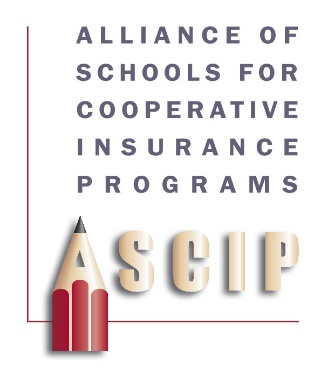 ALLIANCE OF
SCHOOLS FOR
COOPERATIVE
INSURANCE
PROGRAMS
ASCIP